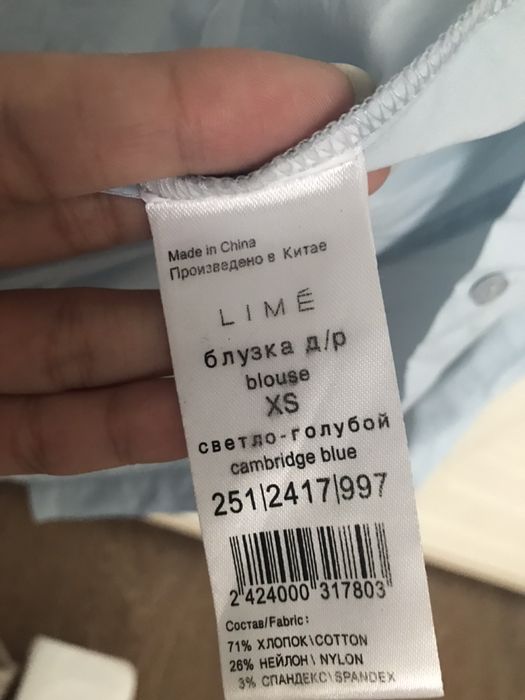 Made in China
Произведено в Китае
LIMÉ
блузка д/р
blouse
XS
светло-голубой
cambridge blue
251|2417|997
2 424000 317803
Состав/Fabric:
71% ХЛОПОК\COTTON
26% НЕЙЛОН\ NYLON
3% СПАНДЕКС\SPANDEX